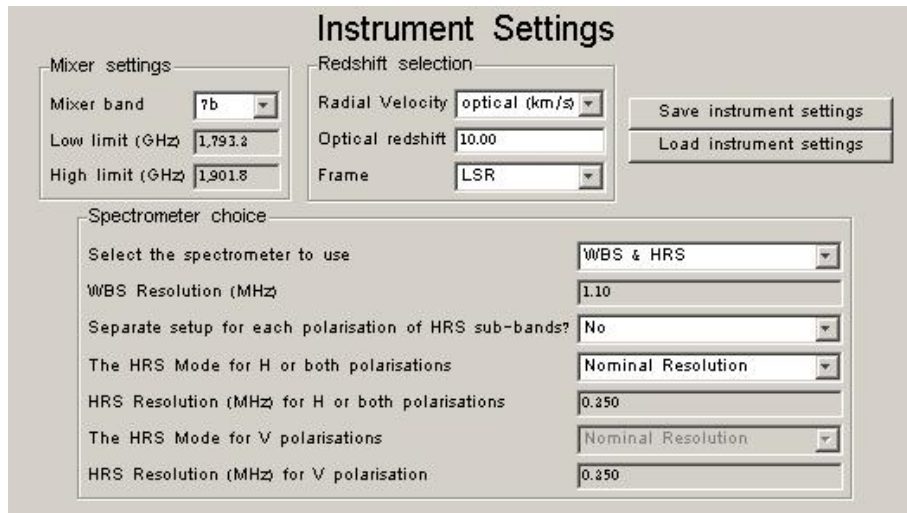 Instrument Settings
Mixer settings
Mixer band 7b
Low limit (GHz) 1,793.2
High limit (GHz) 1,901.8
Redshift selection
Radial Velocity optical (km/s)
Optical redshift 10.00
Frame LSR
Save instrument settings
Load instrument settings
Spectrometer choice
Select the spectrometer to use WBS & HRS
WBS Resolution (MHz) 1.10
Separate setup for each polarisation of HRS sub-bands? No
The HRS Mode for H or both polarisations Nominal Resolution
HRS Resolution (MHz) for H or both polarisations 0.250
The HRS Mode for V polarisations Nominal Resolution
HRS Resolution (MHz) for V polarisation 0.250